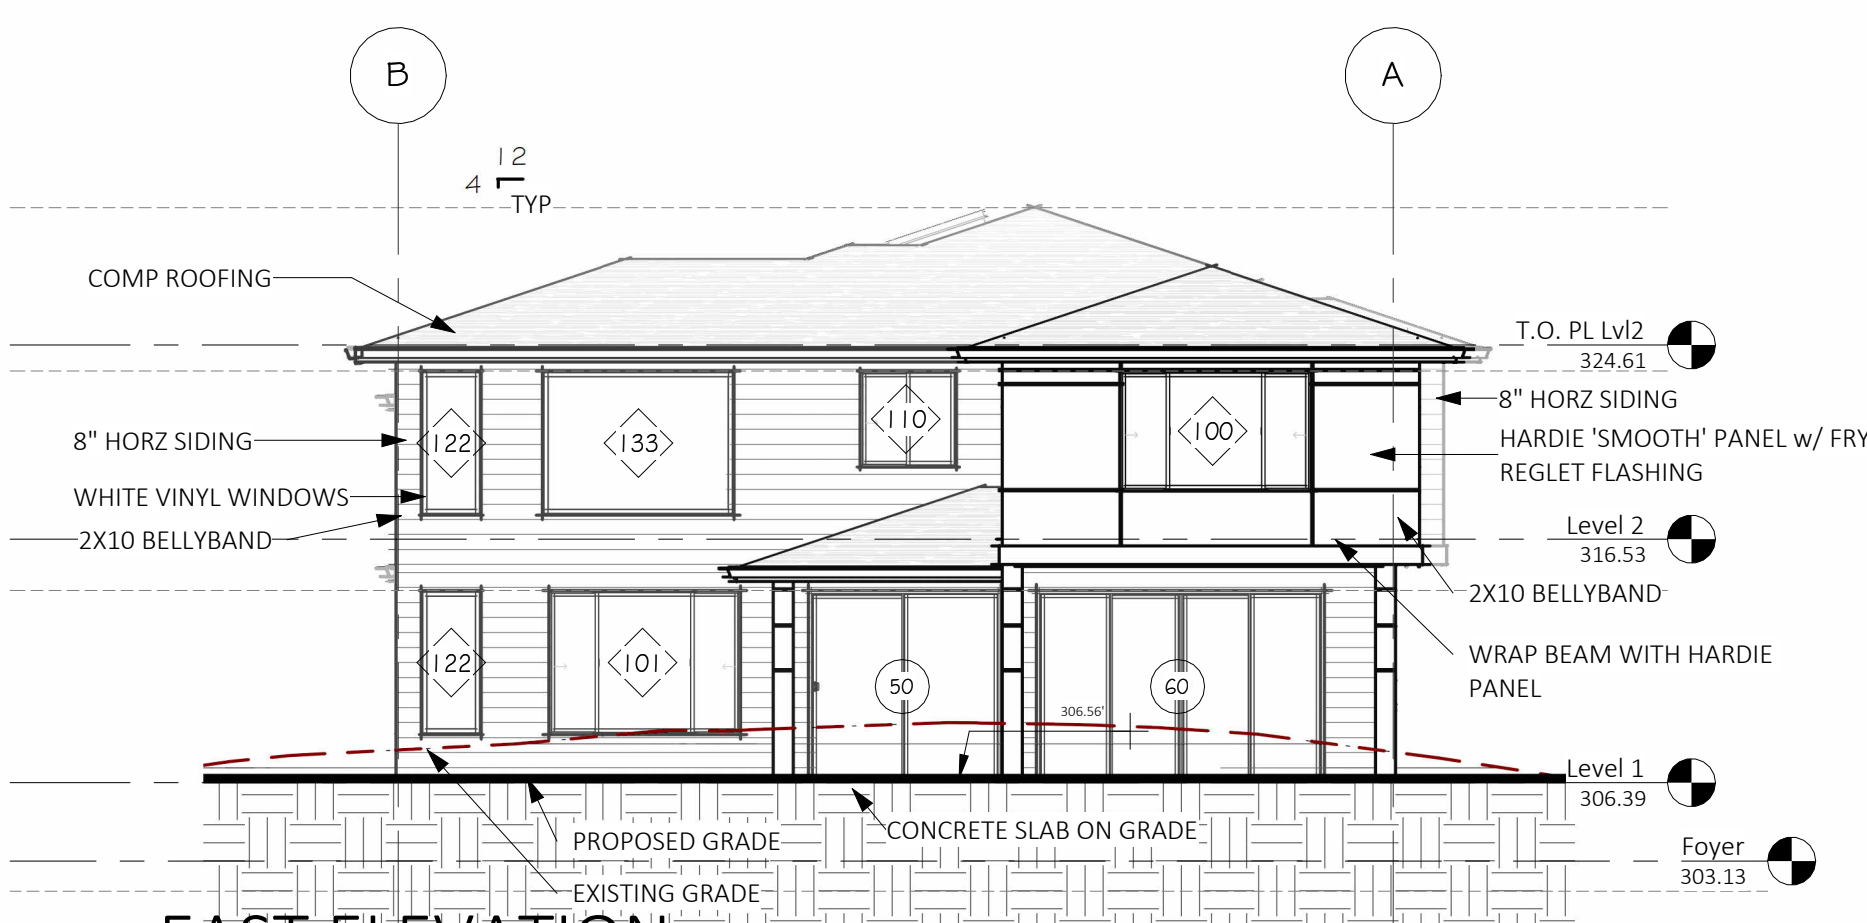 B
A
12
4
TYP
COMP ROOFING
T.O. PL Lvl2
324.61
8" HORZ SIDING
HARDIE 'SMOOTH' PANEL w/ FRY
REGLET FLASHING
122
133
110
100
8" HORZ SIDING
WHITE VINYL WINDOWS
2X10 BELLYBAND
Level 2
316.53
2X10 BELLYBAND
WRAP BEAM WITH HARDIE
PANEL
122
101
50
60
306.56'
Level 1
306.39
PROPOSED GRADE
CONCRETE SLAB ON GRADE
EXISTING GRADE
Foyer
303.13
EAST ELEVATION